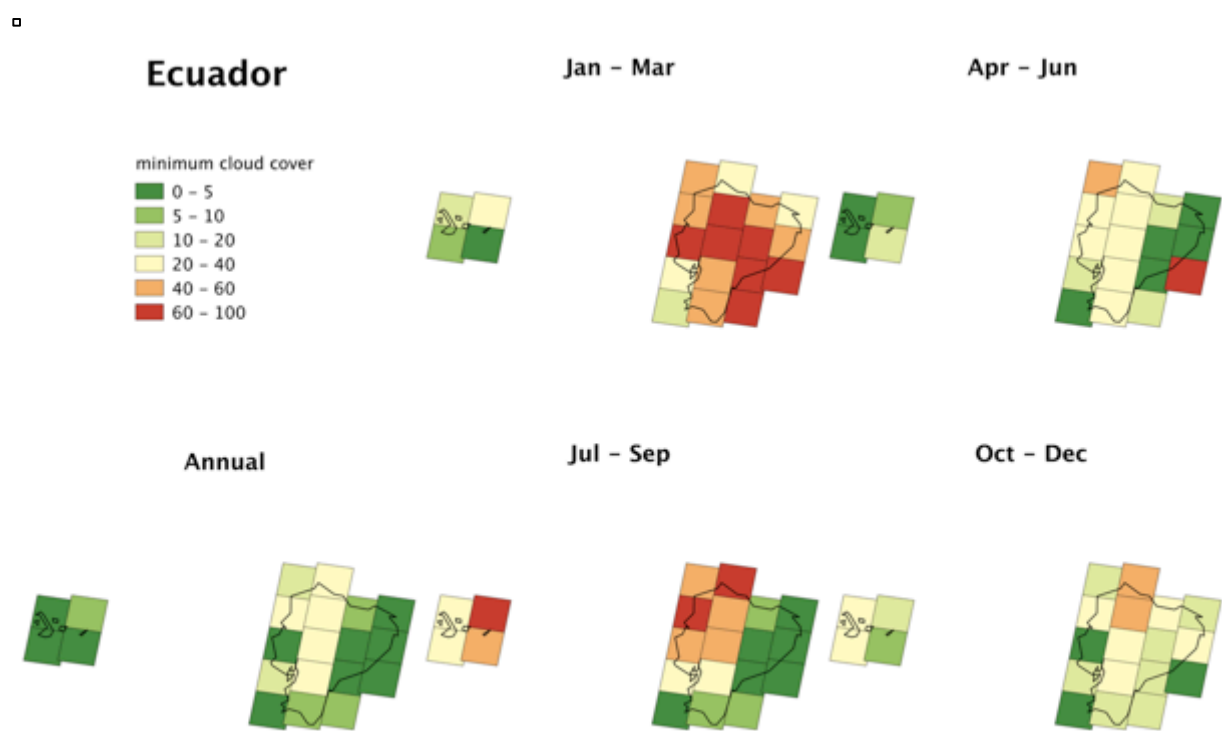 Ecuador
Jan – Mar
Apr – Jun
minimum cloud cover
0 – 5
5 – 10
10 – 20
20 – 40
40 – 60
60 – 100
Annual
Jul – Sep
Oct – Dec